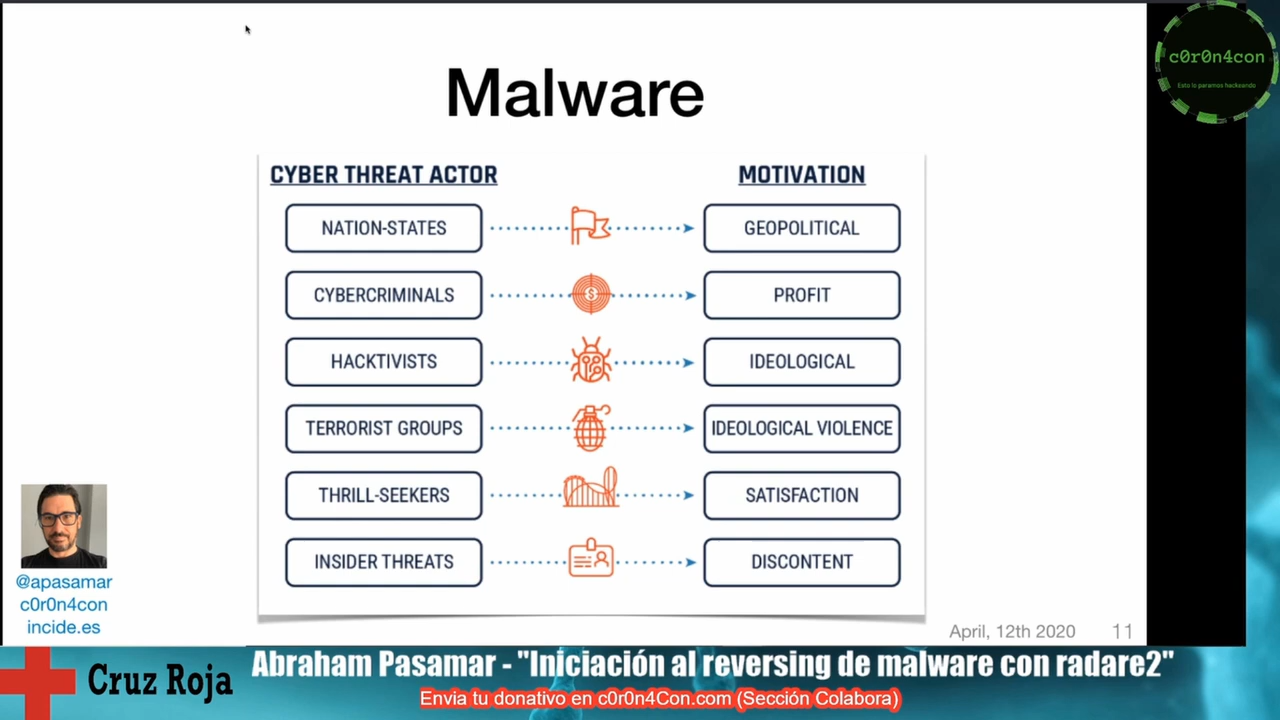 Malware
c0r0n4con
Esto lo paramos hackeando
CYBER THREAT ACTOR
MOTIVATION
NATION-STATES
GEOPOLITICAL
CYBERCRIMINALS
$
PROFIT
HACKTIVISTS
IDEOLOGICAL
TERRORIST GROUPS
IDEOLOGICAL VIOLENCE
THRILL-SEEKERS
SATISFACTION
INSIDER THREATS
DISCONTENT
@apasamar
c0r0n4con
incide.es
April, 12th 2020
11
Cruz Roja
Abraham Pasamar - "Iniciación al reversing de malware con radare2"
Envia tu donativo en c0r0n4Con.com (Sección Colabora)